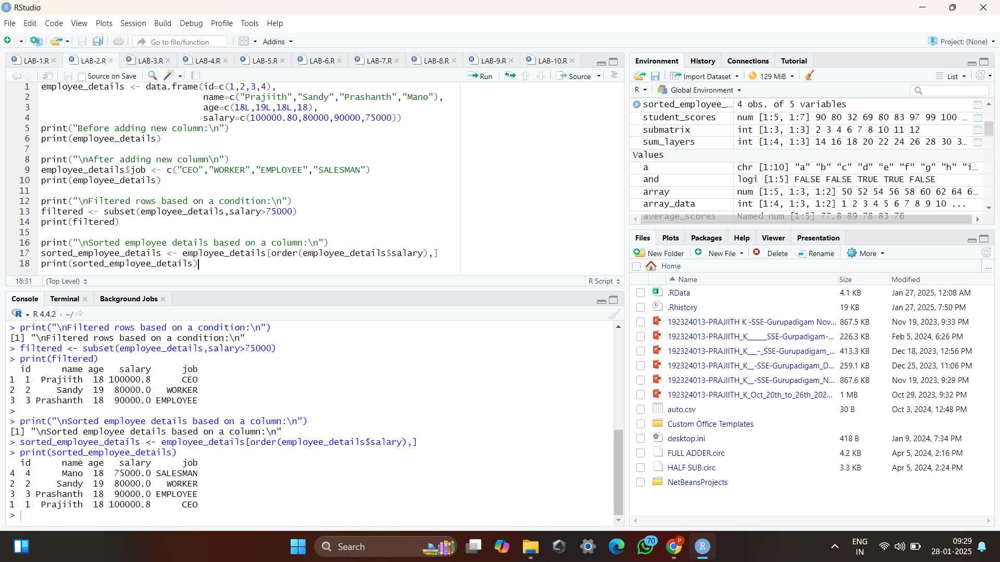 RStudio
File Edit Code View Plots Session Build Debug Profile Tools Help
Go to file/function Addins Project: (None)
LAB-1.R LAB-2.R LAB-3.R LAB-4.R LAB-5.R LAB-6.R LAB-7.R LAB-8.R LAB-9.R LAB-10.R
Source on Save Run Source
1 employee_details <- data.frame(id=c(1,2,3,4),
2 name=c("Prajiith","Sandy","Prashanth","Mano"),
3 age=c(18L,19L,18L,18),
4 salary=c(100000.80,80000,90000,75000))
5 print("Before adding new column:\n")
6 print(employee_details)
7
8 print("\nAfter adding new column\n")
9 employee_details$job <- c("CEO","WORKER","EMPLOYEE","SALESMAN")
10 print(employee_details)
11
12 print("\nFiltered rows based on a condition:\n")
13 filtered <- subset(employee_details,salary>75000)
14 print(filtered)
15
16 print("\nSorted employee details based on a column:\n")
17 sorted_employee_details <- employee_details[order(employee_details$salary),]
18 print(sorted_employee_details)
18:31 (Top Level) R Script
Console Terminal Background Jobs
R 4.4.2 · ~/
> print("\nFiltered rows based on a condition:\n")
[1] "\nFiltered rows based on a condition:\n"
> filtered <- subset(employee_details,salary>75000)
> print(filtered)
id name age salary job
1 1 Prajiith 18 100000.8 CEO
2 2 Sandy 19 80000.0 WORKER
3 3 Prashanth 18 90000.0 EMPLOYEE
>
> print("\nSorted employee details based on a column:\n")
[1] "\nSorted employee details based on a column:\n"
> sorted_employee_details <- employee_details[order(employee_details$salary),]
> print(sorted_employee_details)
id name age salary job
4 4 Mano 18 75000.0 SALESMAN
2 2 Sandy 19 80000.0 WORKER
3 3 Prashanth 18 90000.0 EMPLOYEE
1 1 Prajiith 18 100000.8 CEO
>
Environment History Connections Tutorial
Import Dataset 129 MiB List
R Global Environment
sorted_employee_... 4 obs. of 5 variables
student_scores num [1:5, 1:7] 90 80 32 69 80 83 97 99 100 ...
submatrix int [1:3, 1:3] 2 3 4 6 7 8 10 11 12
sum_layers int [1:4, 1:3] 14 16 18 20 22 24 26 28 30 3...
Values
a chr [1:10] "a" "b" "c" "d" "e" "f" "g" "h" "i...
and logi [1:5] FALSE FALSE TRUE TRUE FALSE
array num [1:5, 1:3, 1:2] 50 52 54 56 58 60 62 64 6...
array_data int [1:4, 1:3, 1:2] 1 2 3 4 5 6 7 8 9 10 ...
average_scores Named num [1:5] 77.8 89 78 83 76
Files Plots Packages Help Viewer Presentation
New Folder New File Delete Rename More
Home ...
Name Size Modified
.RData 4.1 KB Jan 27, 2025, 12:08 AM
.Rhistory 19 KB Jan 27, 2025, 7:50 PM
192324013-PRAJIITH K -SSE-Gurupadigam Nov... 867.5 KB Nov 19, 2023, 9:33 PM
192324013-PRAJIITH_K______SSE-Gurpadigam-... 226.3 KB Feb 5, 2024, 6:26 PM
192324013-PRAJIITH_K___-_SSE-Gurupadigam_... 413.3 KB Dec 18, 2023, 12:56 PM
192324013-PRAJIITH_K__-SSE-Gurupadigam_D... 259.1 KB Dec 25, 2023, 11:06 PM
192324013-PRAJIITH_K__-SSE-Gurupadigam_N... 867.6 KB Nov 19, 2023, 9:29 PM
192324013-PRAJIITH_K_Oct_20th_to_26th_202... 1 MB Oct 29, 2023, 9:32 PM
auto.csv 30 B Oct 3, 2024, 12:48 PM
Custom Office Templates
desktop.ini 418 B Jan 9, 2024, 7:34 PM
FULL ADDER.circ 4.2 KB Apr 5, 2024, 2:16 PM
HALF SUB.circ 3.3 KB Apr 5, 2024, 2:24 PM
NetBeansProjects
Search 70 P R ENG 09:29
IN 28-01-2025